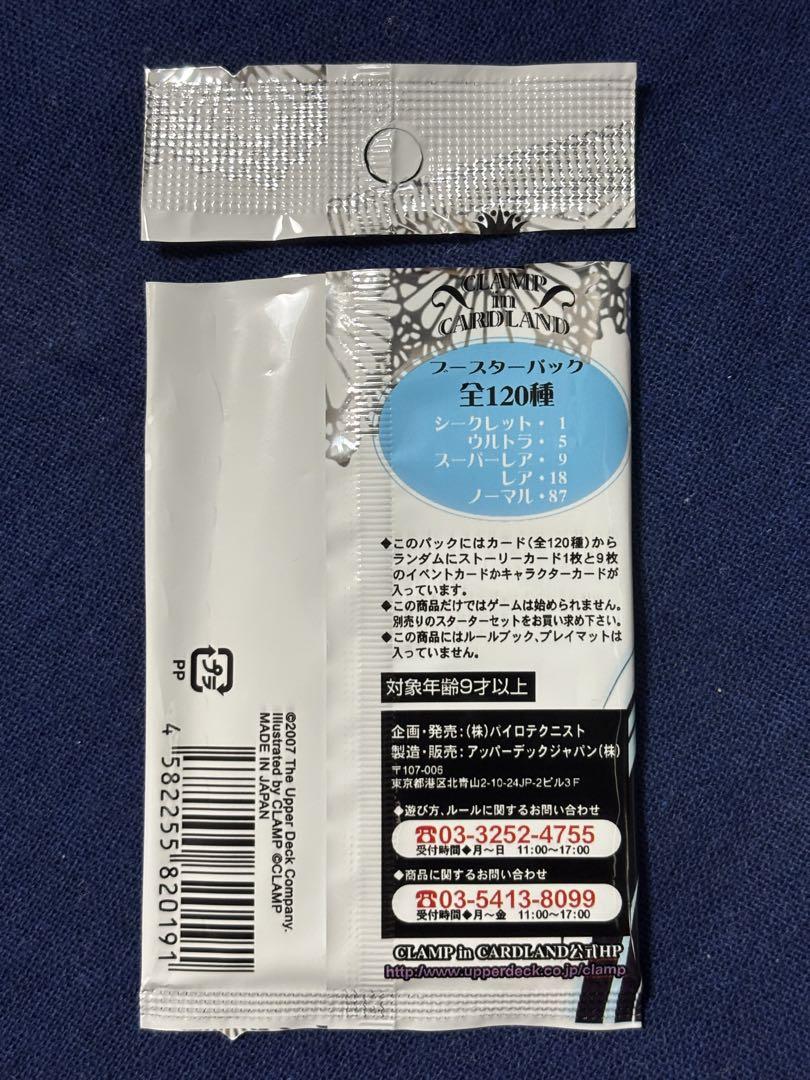 CLAMP
in
CARDLAND
ブースターパック
全120種
シークレット・ 1
ウルトラ・ 5
スーパーレア・ 9
レア・18
ノーマル・87
◆このパックにはカード(全120種)から
ランダムにストーリーカード1枚と9枚
のイベントカードかキャラクターカードが
入っています。
◆この商品だけではゲームは始められません。
別売りのスターターセットをお買い求め下さい。
◆この商品にはルールブック、プレイマットは
入っていません。
対象年齢9才以上
企画・発売:(株)パイロテクニスト
製造・販売:アッパーデックジャパン(株)
〒107-006
東京都港区北青山2-10-24JP-2ビル3F
◆遊び方、ルールに関するお問い合わせ
☎03-3252-4755
受付時間◆月〜日 11:00〜17:00
◆商品に関するお問い合わせ
☎03-5413-8099
受付時間◆月〜金 11:00〜17:00
CLAMP in CARDLAND公式HP
http://www.upperdeck.co.jp/clamp
プラ
PP
©2007 The Upper Deck Company.
Illustrated by CLAMP ©CLAMP
MADE IN JAPAN
4 582255 820191